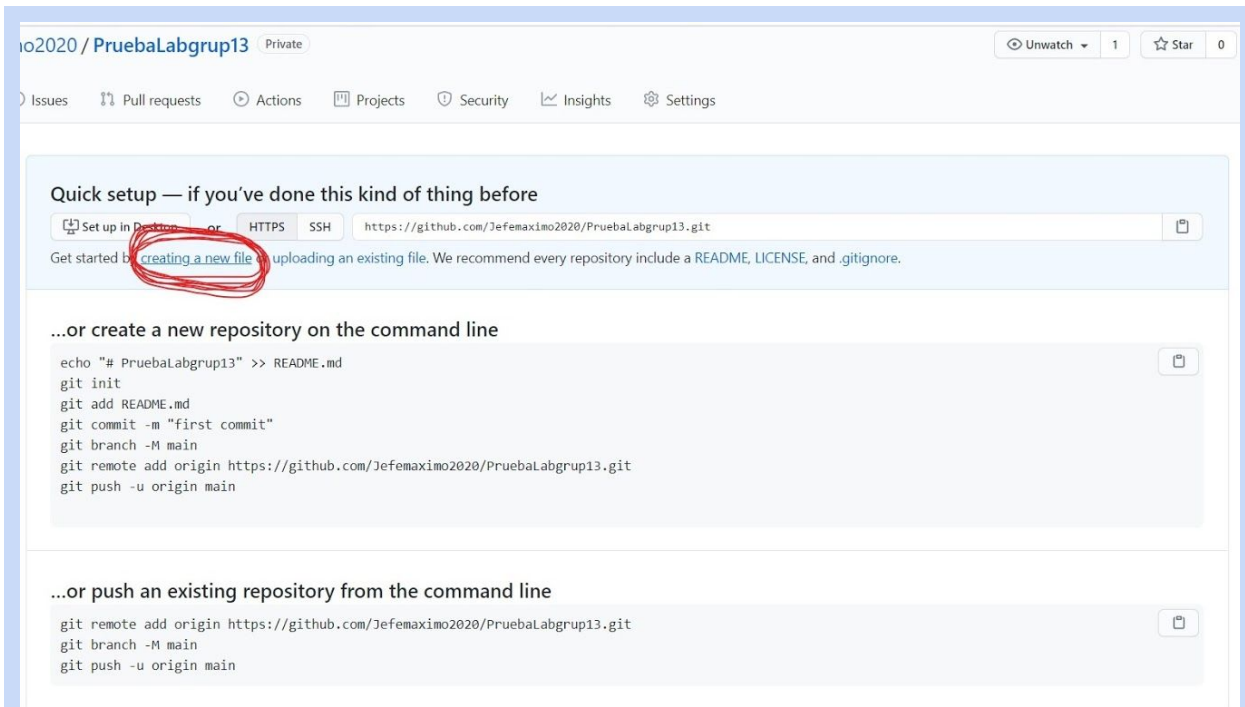 io2020 / PruebaLabgrup13 Private Unwatch 1 Star 0
Issues Pull requests Actions Projects Security Insights Settings
Quick setup — if you've done this kind of thing before
Set up in Desktop or HTTPS SSH https://github.com/Jefemaximo2020/PruebaLabgrup13.git
Get started by creating a new file or uploading an existing file. We recommend every repository include a README, LICENSE, and .gitignore.
...or create a new repository on the command line
echo "# PruebaLabgrup13" >> README.md
git init
git add README.md
git commit -m "first commit"
git branch -M main
git remote add origin https://github.com/Jefemaximo2020/PruebaLabgrup13.git
git push -u origin main
...or push an existing repository from the command line
git remote add origin https://github.com/Jefemaximo2020/PruebaLabgrup13.git
git branch -M main
git push -u origin main